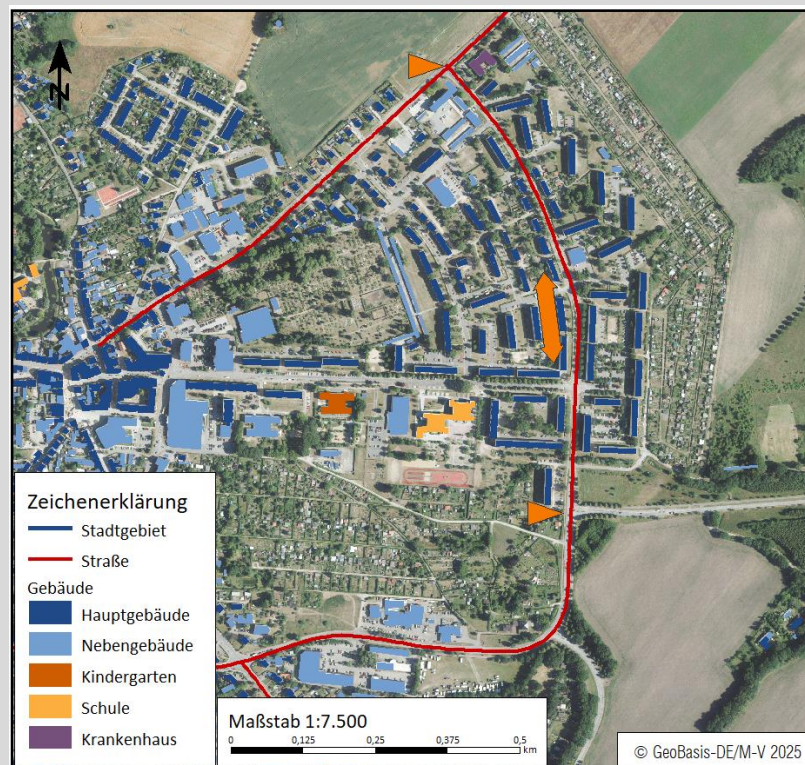 N
Zeichenerklärung
Stadtgebiet
Straße
Gebäude
Hauptgebäude
Nebengebäude
Kindergarten
Schule
Krankenhaus
Maßstab 1:7.500
0 0,125 0,25 0,375 0,5
km
© GeoBasis-DE/M-V 2025